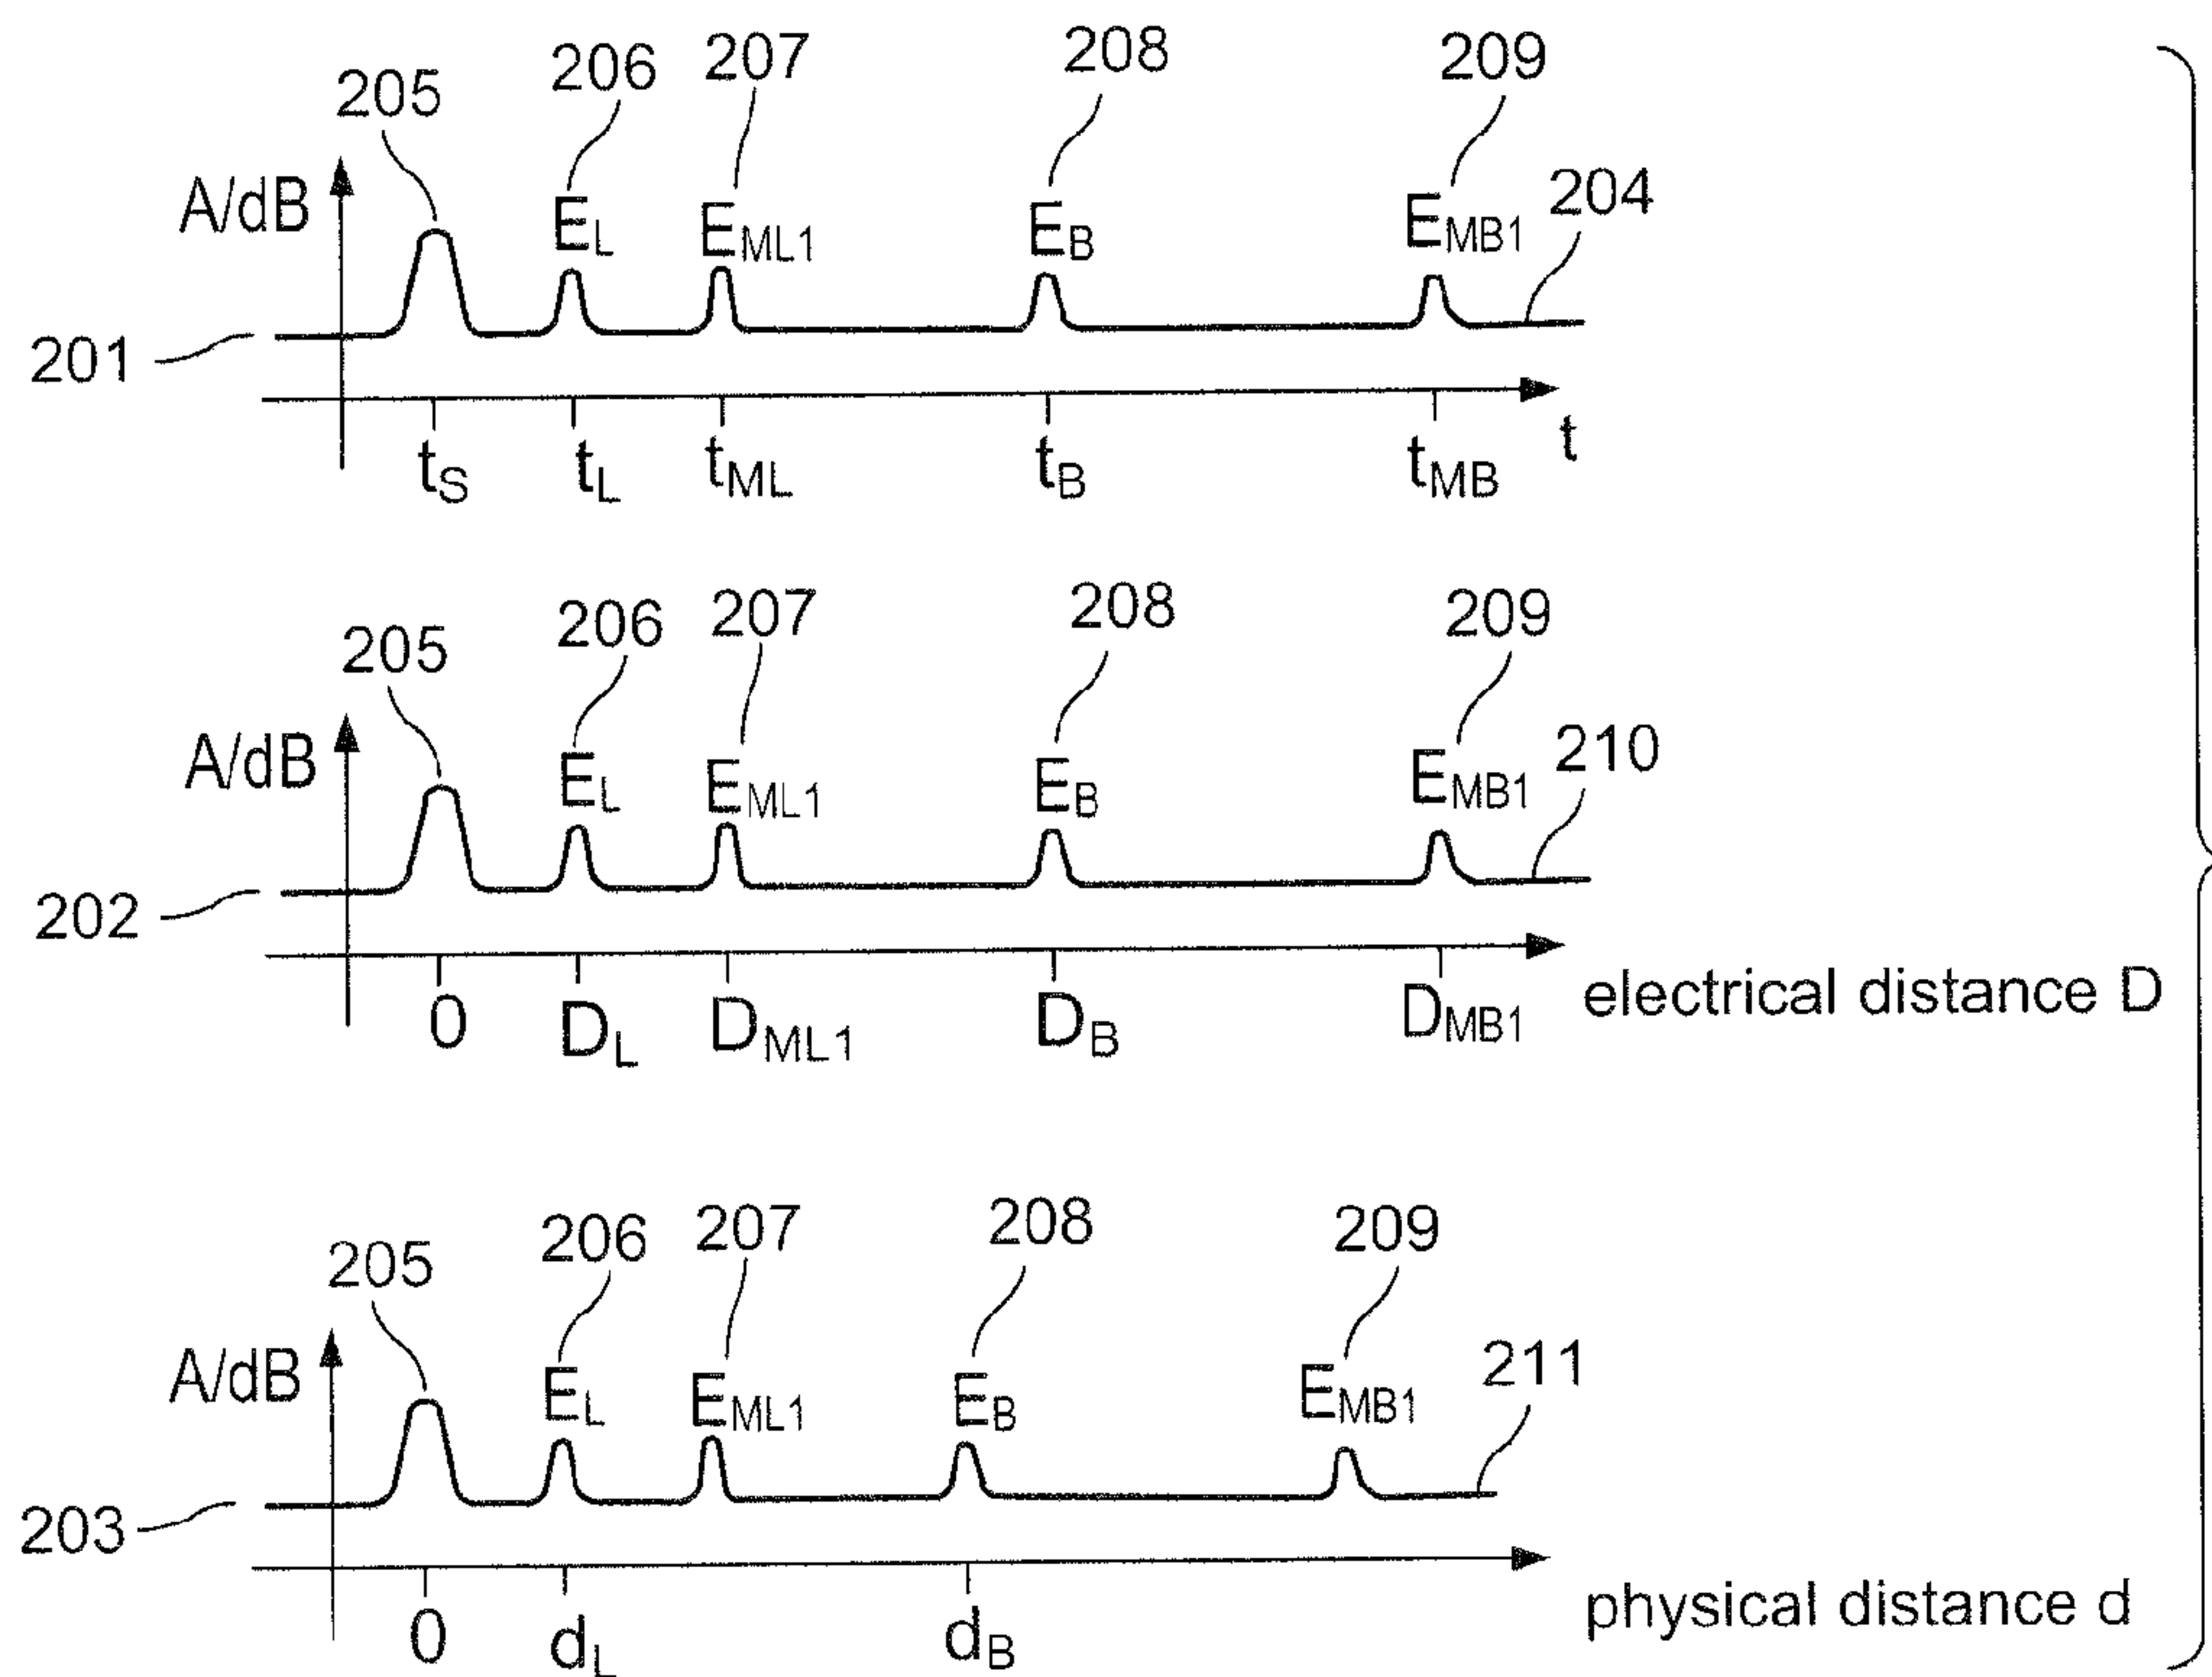 205 206 207 208 209
A/dB E_L E_ML1 E_B E_MB1 204
201
t_S t_L t_ML t_B t_MB t
205 206 207 208 209
A/dB E_L E_ML1 E_B E_MB1 210
202
0 D_L D_ML1 D_B D_MB1 electrical distance D
205 206 207 208 209
A/dB E_L E_ML1 E_B E_MB1 211
203
0 d_L d_B physical distance d